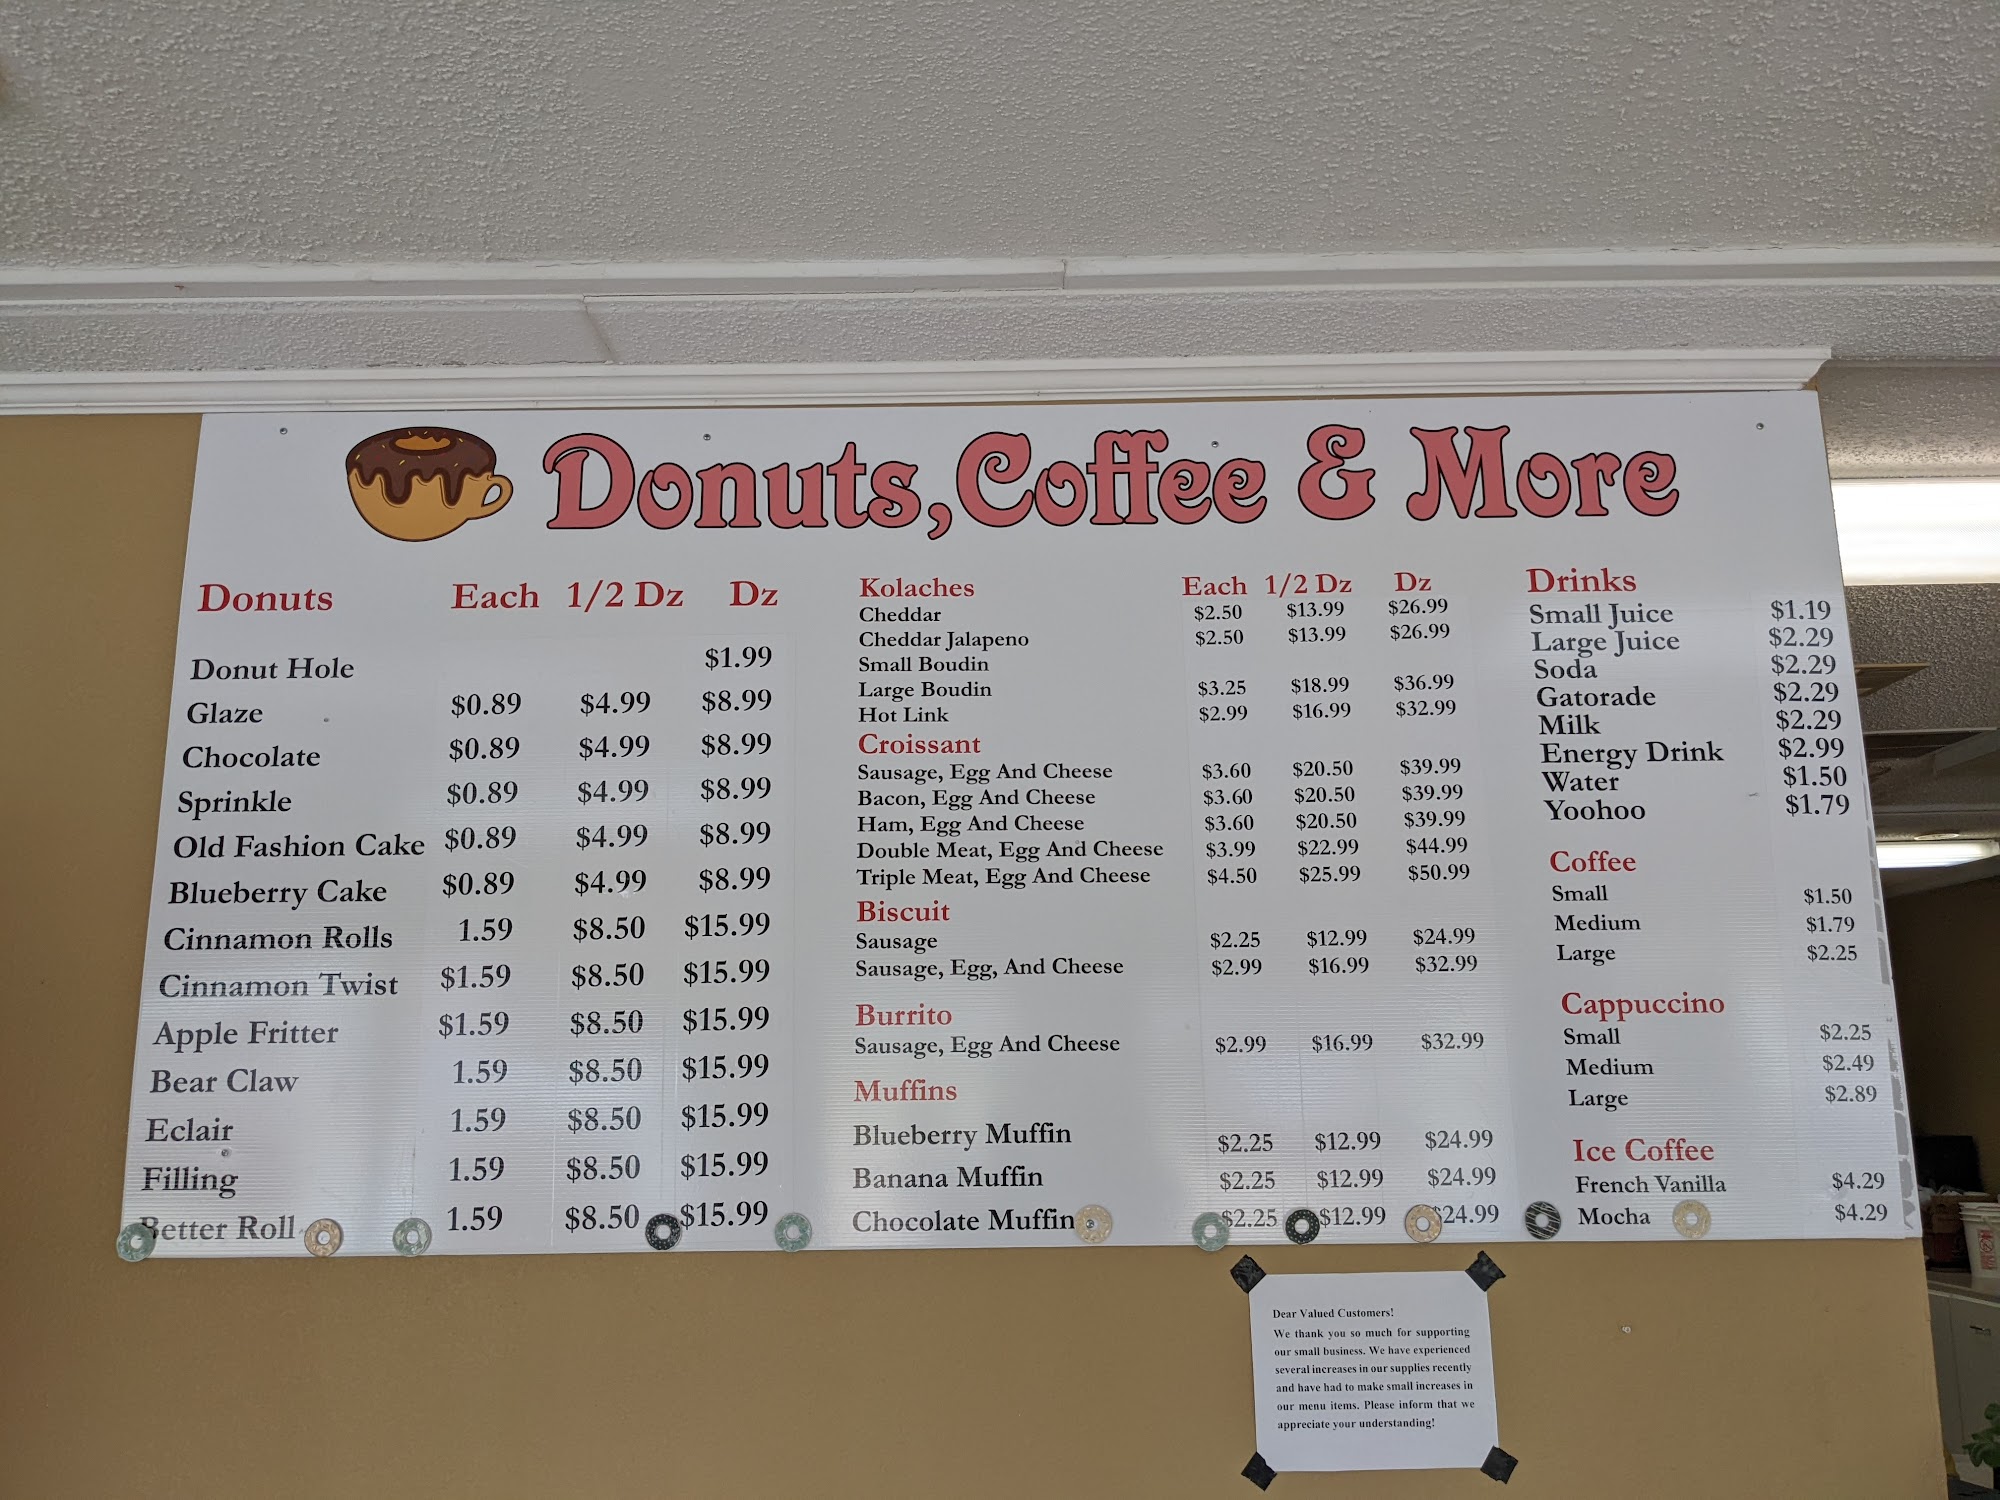 Donuts, Coffee & More
Donuts Each 1/2 Dz Dz
Donut Hole $1.99
Glaze $0.89 $4.99 $8.99
Chocolate $0.89 $4.99 $8.99
Sprinkle $0.89 $4.99 $8.99
Old Fashion Cake $0.89 $4.99 $8.99
Blueberry Cake $0.89 $4.99 $8.99
Cinnamon Rolls 1.59 $8.50 $15.99
Cinnamon Twist $1.59 $8.50 $15.99
Apple Fritter $1.59 $8.50 $15.99
Bear Claw 1.59 $8.50 $15.99
Eclair 1.59 $8.50 $15.99
Filling 1.59 $8.50 $15.99
Better Roll 1.59 $8.50 $15.99
Kolaches Each 1/2 Dz Dz
Cheddar $2.50 $13.99 $26.99
Cheddar Jalapeno $2.50 $13.99 $26.99
Small Boudin
Large Boudin $3.25 $18.99 $36.99
Hot Link $2.99 $16.99 $32.99
Croissant
Sausage, Egg And Cheese $3.60 $20.50 $39.99
Bacon, Egg And Cheese $3.60 $20.50 $39.99
Ham, Egg And Cheese $3.60 $20.50 $39.99
Double Meat, Egg And Cheese $3.99 $22.99 $44.99
Triple Meat, Egg And Cheese $4.50 $25.99 $50.99
Biscuit
Sausage $2.25 $12.99 $24.99
Sausage, Egg, And Cheese $2.99 $16.99 $32.99
Burrito
Sausage, Egg And Cheese $2.99 $16.99 $32.99
Muffins
Blueberry Muffin $2.25 $12.99 $24.99
Banana Muffin $2.25 $12.99 $24.99
Chocolate Muffin $2.25 $12.99 $24.99
Drinks
Small Juice $1.19
Large Juice $2.29
Soda $2.29
Gatorade $2.29
Milk $2.29
Energy Drink $2.99
Water $1.50
Yoohoo $1.79
Coffee
Small $1.50
Medium $1.79
Large $2.25
Cappuccino
Small $2.25
Medium $2.49
Large $2.89
Ice Coffee
French Vanilla $4.29
Mocha $4.29
Dear Valued Customers!
We thank you so much for supporting
our small business. We have experienced
several increases in our supplies recently
and have had to make small increases in
our menu items. Please inform that we
appreciate your understanding!